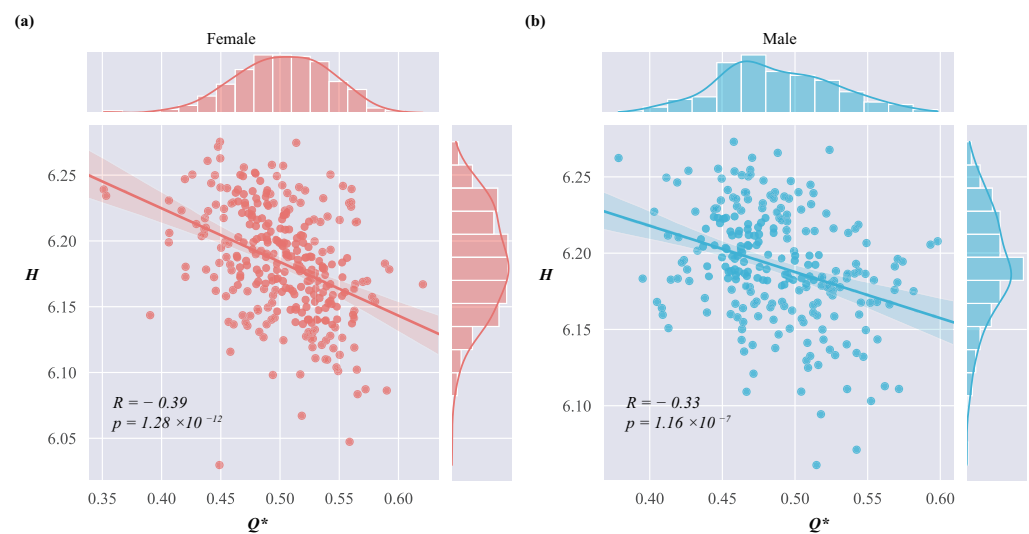 (a)
Female
6.25
6.20
6.15
6.10
6.05
H
R = − 0.39
p = 1.28 ×10 ⁻¹²
0.35 0.40 0.45 0.50 0.55 0.60
Q*
(b)
Male
6.25
6.20
6.15
6.10
H
R = − 0.33
p = 1.16 ×10 ⁻⁷
0.40 0.45 0.50 0.55 0.60
Q*